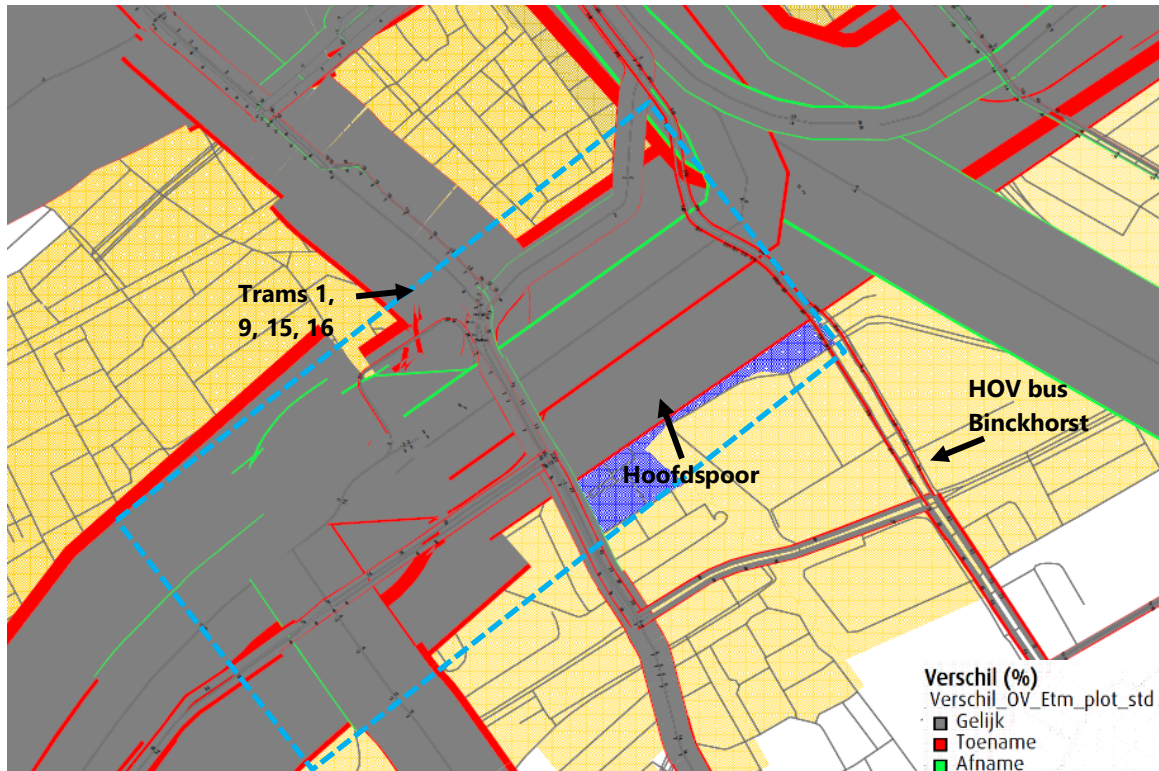 Trams 1,
9, 15, 16
HOV bus
Binckhorst
Hoofdspoor
Verschil (%)
Verschil_OV_Etm_plot_std
Gelijk
Toename
Afname